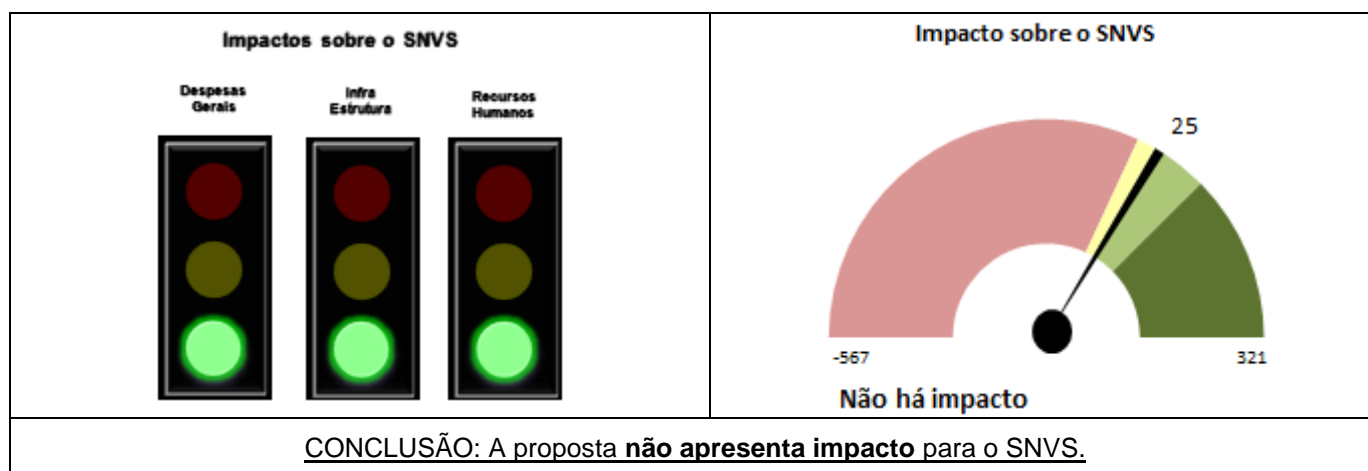 Impactos sobre o SNVS
Despesas
Gerais
Infra
Estrutura
Recursos
Humanos
Impacto sobre o SNVS
25
-567
321
Não há impacto
CONCLUSÃO: A proposta não apresenta impacto para o SNVS.